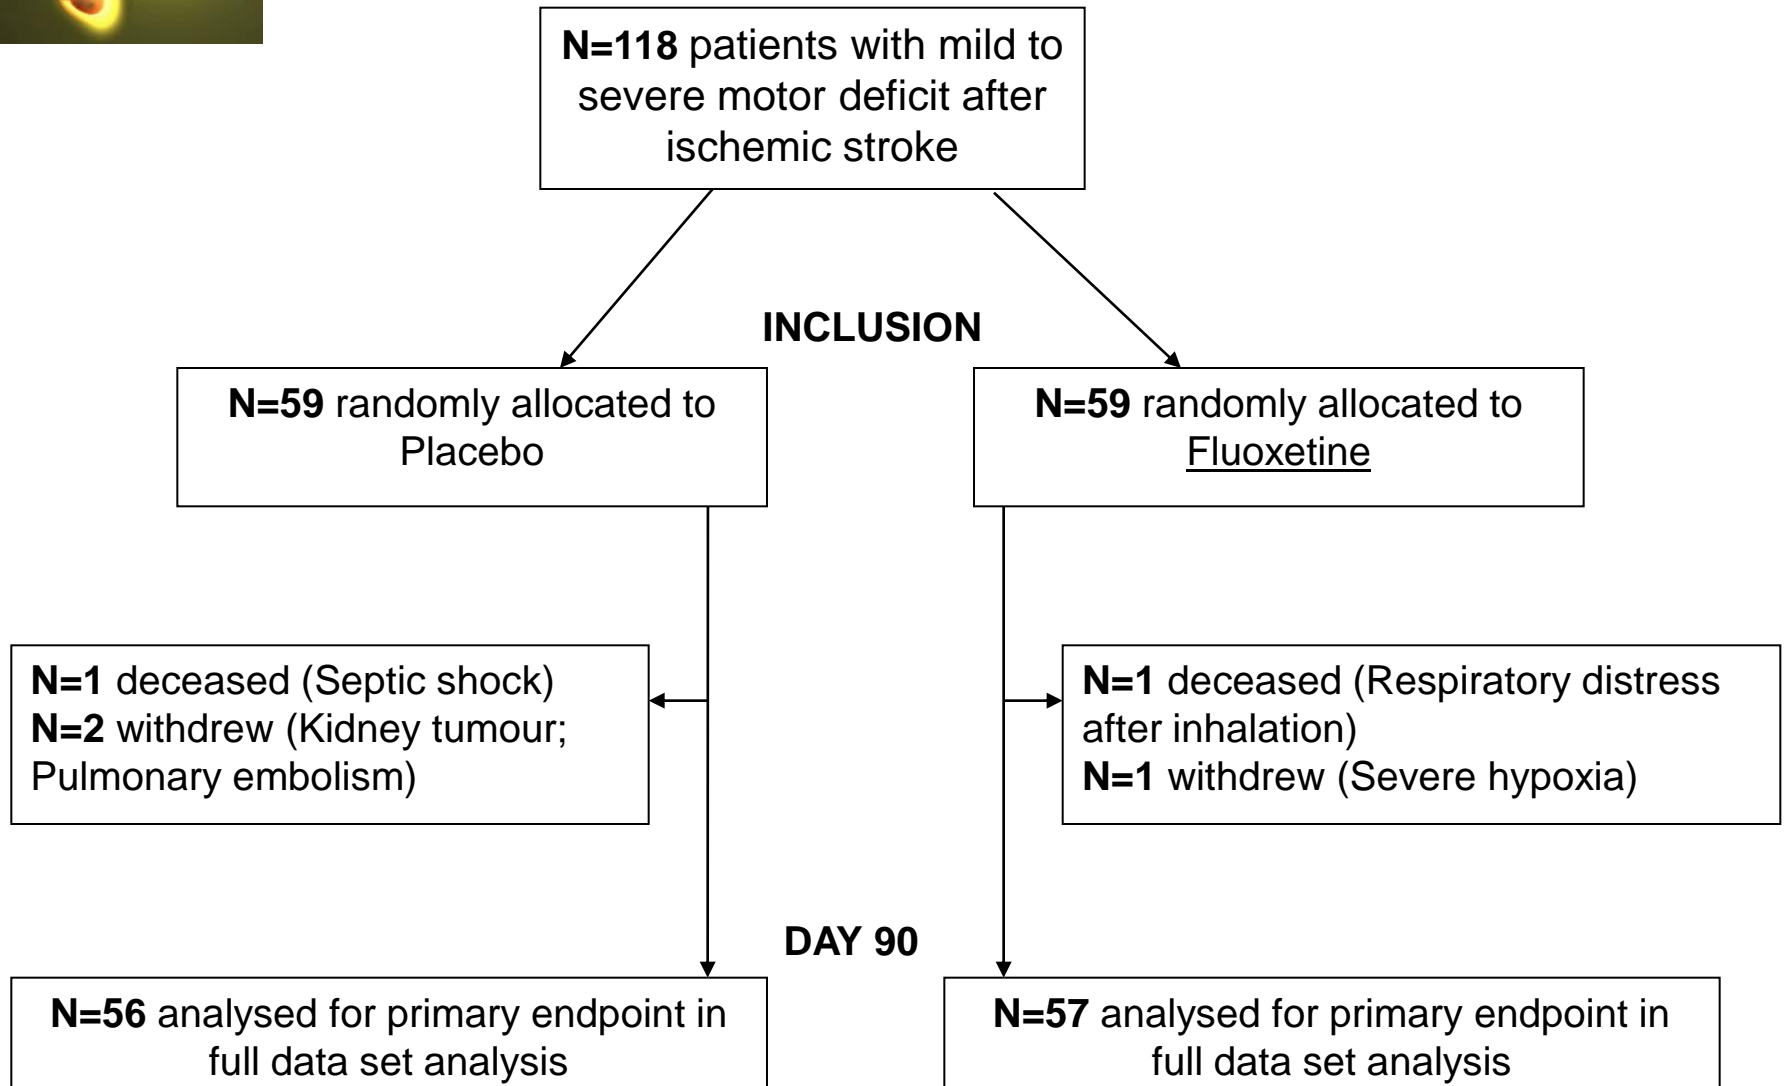 N=118 patients with mild to
severe motor deficit after
ischemic stroke
INCLUSION
N=59 randomly allocated to
Placebo
N=59 randomly allocated to
Fluoxetine
N=1 deceased (Septic shock)
N=2 withdrew (Kidney tumour;
Pulmonary embolism)
N=1 deceased (Respiratory distress
after inhalation)
N=1 withdrew (Severe hypoxia)
DAY 90
N=56 analysed for primary endpoint in
full data set analysis
N=57 analysed for primary endpoint in
full data set analysis